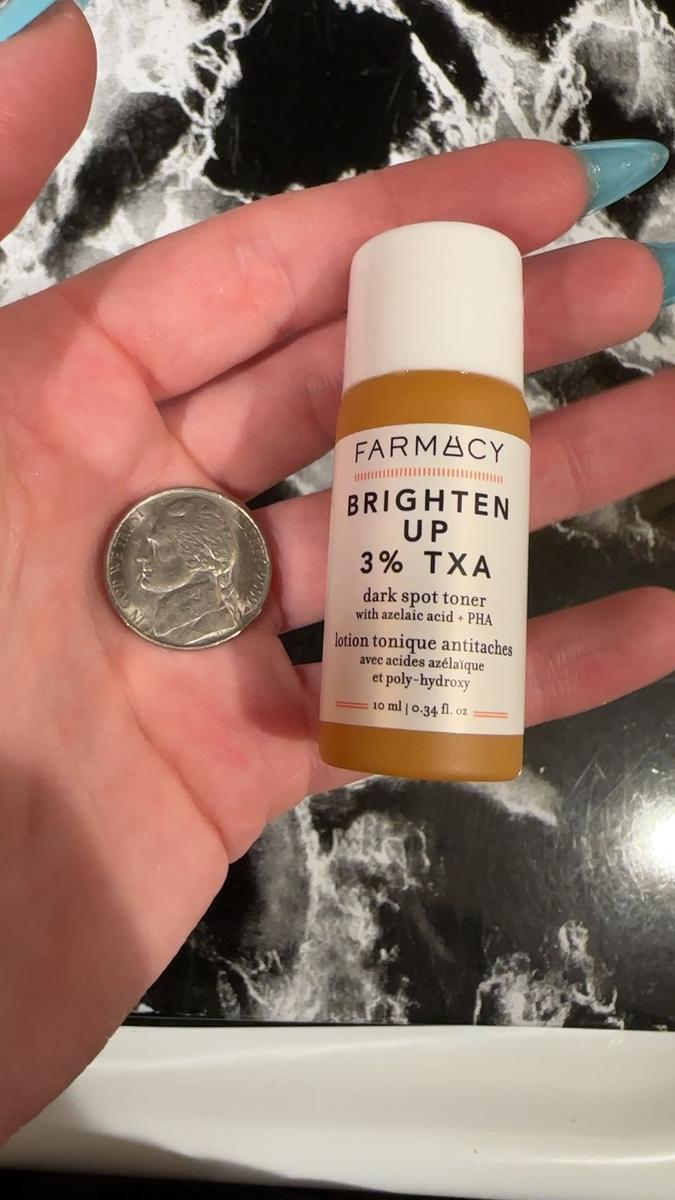 FARMACY
BRIGHTEN
UP
3% TXA
dark spot toner
with azelaic acid + PHA
lotion tonique antitaches
avec acides azélaïque
et poly-hydroxy
10 ml | 0.34 fl. oz